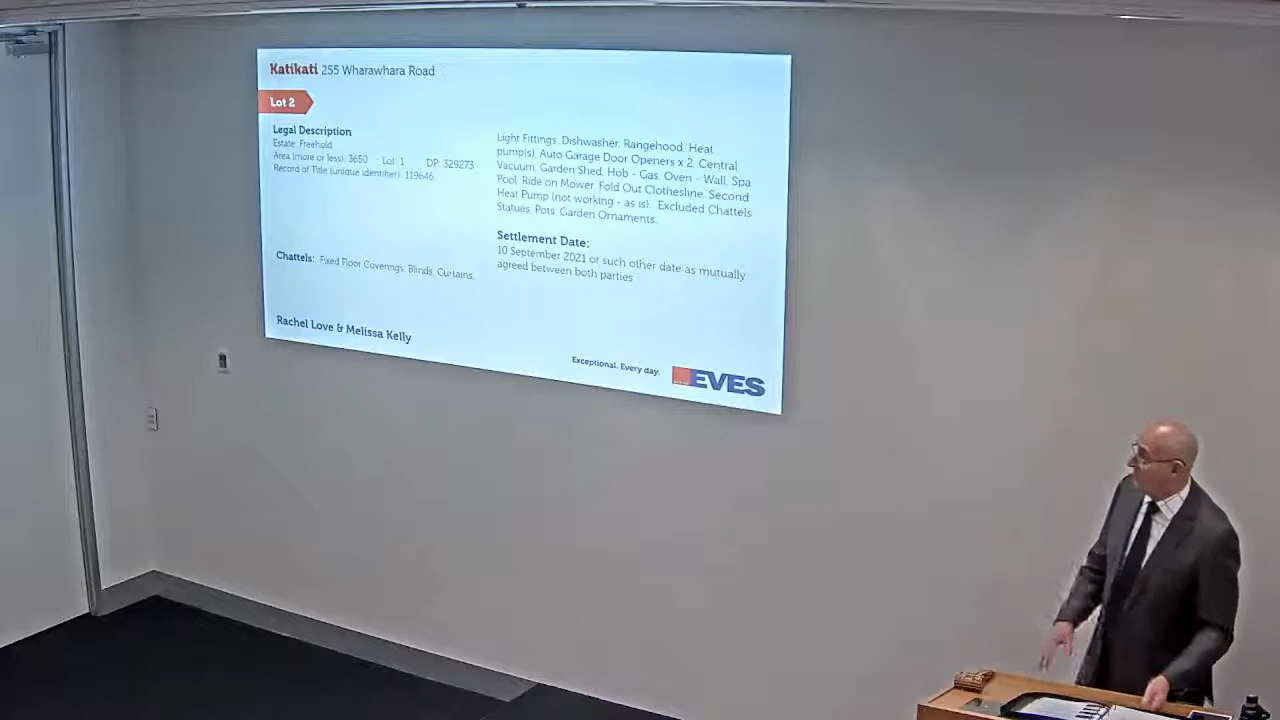 Katikati 255 Wharawhara Road
Lot 2
Legal Description
Estate: Freehold
Area (more or less): 3650 Lot: 1 DP: 329273
Record of Title (unique identifier): 119646
Chattels: Fixed Floor Coverings, Blinds, Curtains,
Light Fittings, Dishwasher, Rangehood, Heat
pump(s), Auto Garage Door Openers x 2, Central
Vacuum, Garden Shed, Hob - Gas, Oven - Wall, Spa
Pool, Ride on Mower, Fold Out Clothesline, Second
Heat Pump (not working - as is). Excluded Chattels
Statues, Pots, Garden Ornaments.
Settlement Date:
10 September 2021 or such other date as mutually
agreed between both parties
Rachel Love & Melissa Kelly
Exceptional. Every day.
EVES